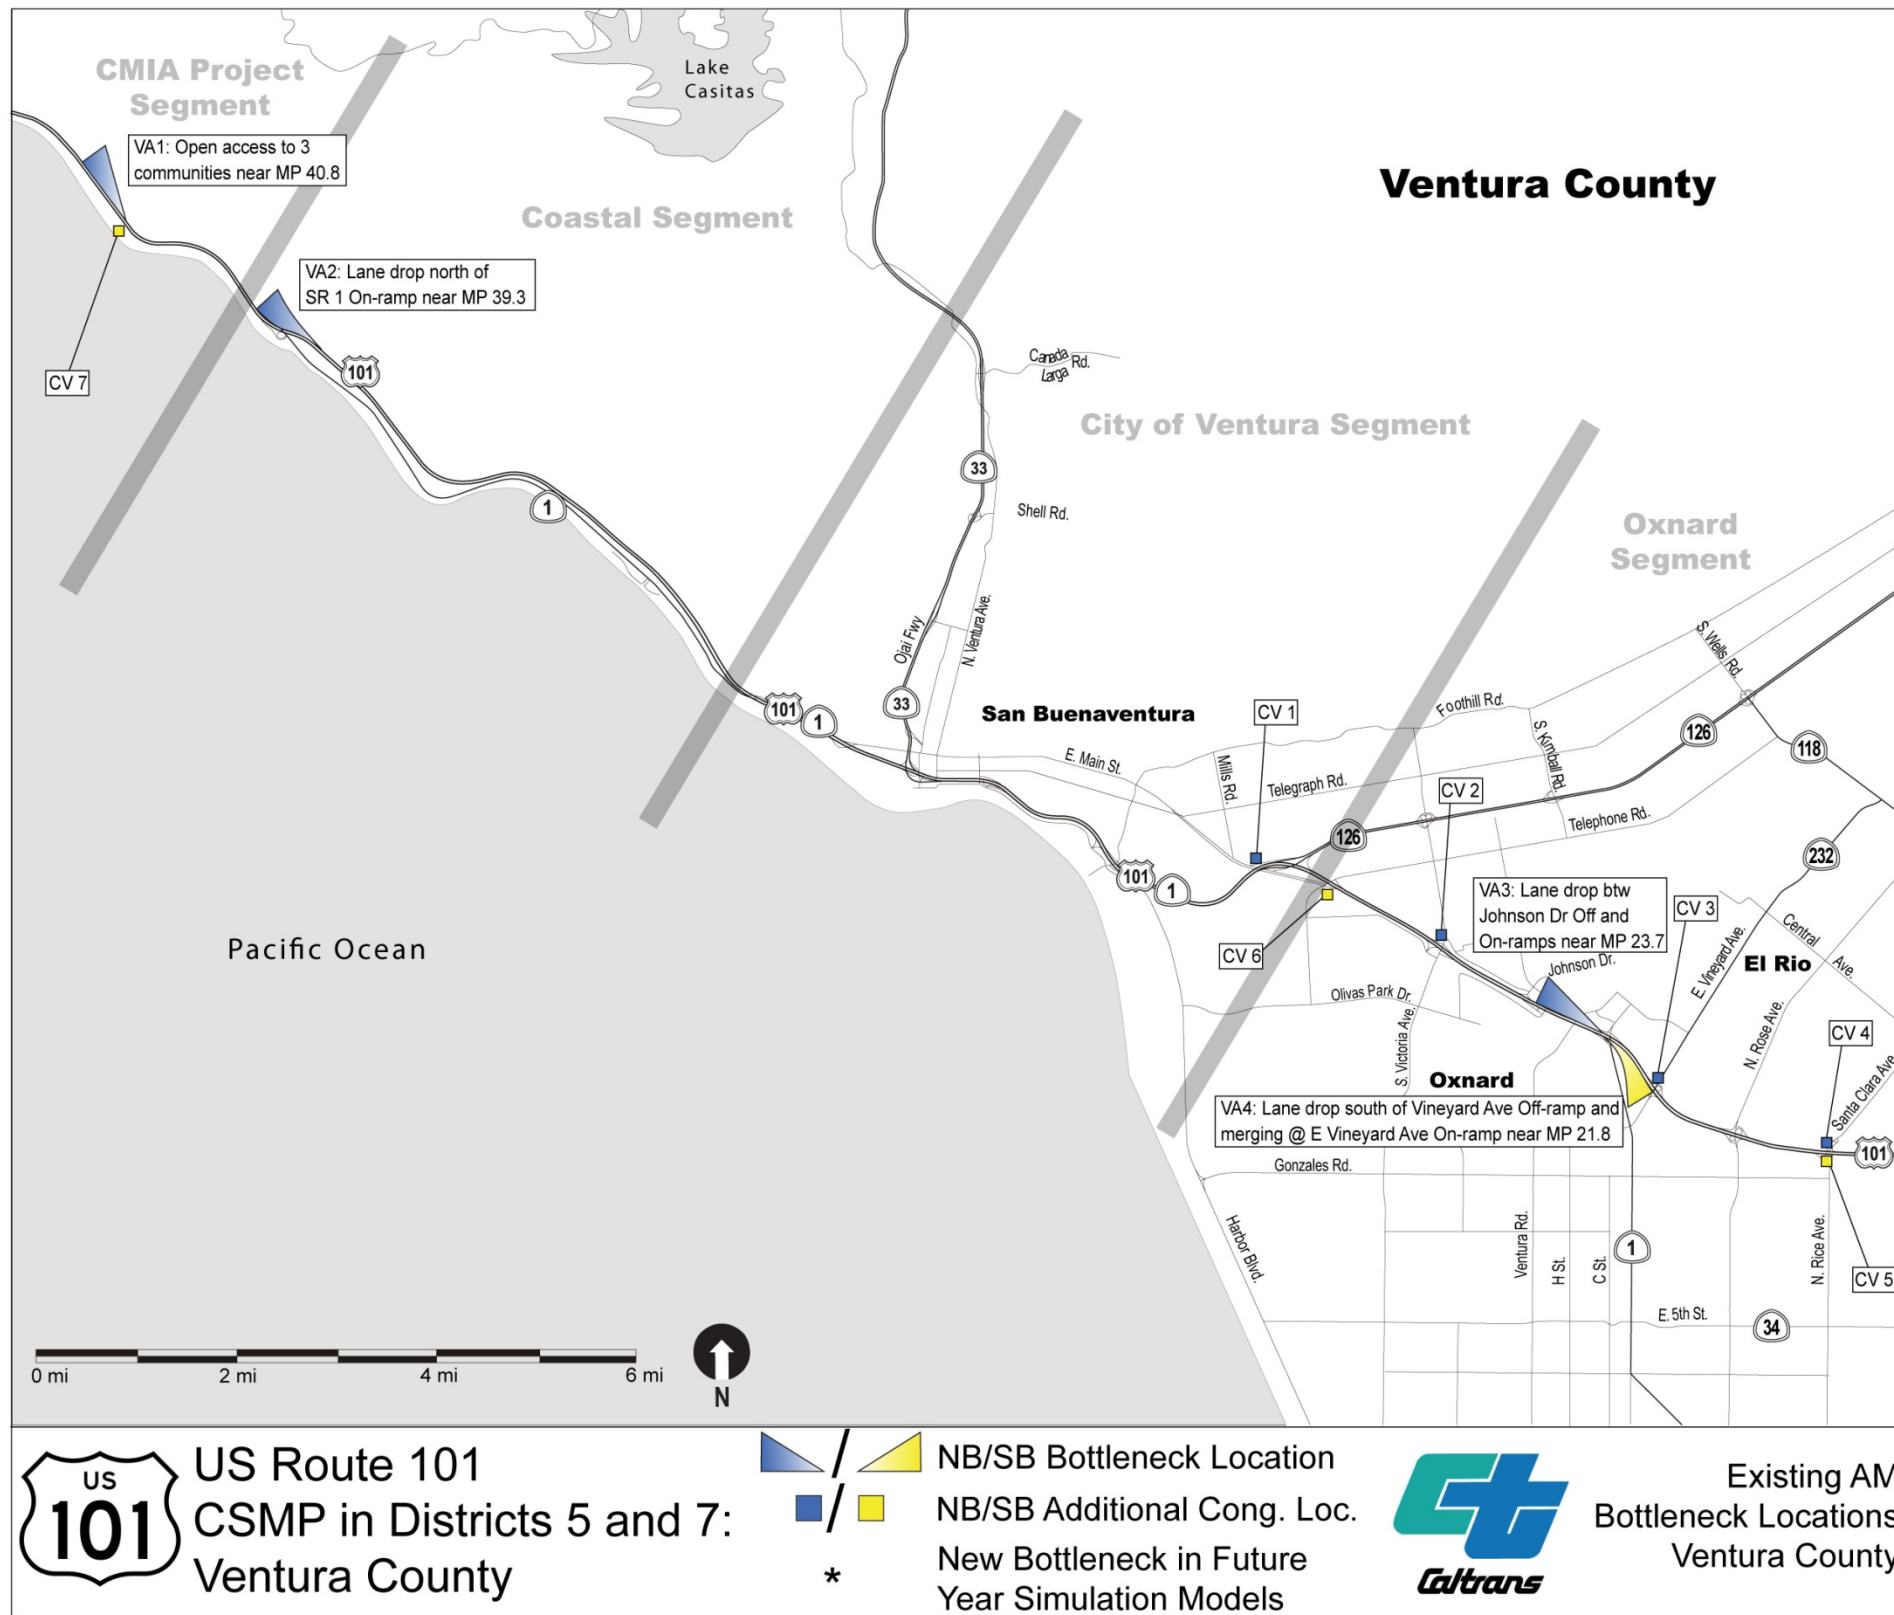 CMIA Project
Segment
Lake
Casitas
VA1: Open access to 3
communities near MP 40.8
Ventura County
Coastal Segment
VA2: Lane drop north of
SR 1 On-ramp near MP 39.3
CV 7
101
Canada
Larga
Rd.
City of Ventura Segment
33
1
Shell Rd.
Oxnard
Segment
Ojai Fwy
N. Ventura Ave.
S. Wells Rd.
33
101
1
San Buenaventura
CV 1
Foothill Rd.
S. Kimball Rd.
126
118
E. Main St.
Mills Rd.
Telegraph Rd.
CV 2
Telephone Rd.
126
232
101
1
VA3: Lane drop btw
Johnson Dr Off and
On-ramps near MP 23.7
CV 3
Central
Ave.
Pacific Ocean
CV 6
Johnson Dr.
E. Vineyard Ave.
El Rio
Olivas Park Dr.
S. Victoria Ave.
N. Rose Ave.
CV 4
Santa Clara Ave.
Oxnard
VA4: Lane drop south of Vineyard Ave Off-ramp and
merging @ E Vineyard Ave On-ramp near MP 21.8
101
Gonzales Rd.
Harbor Blvd.
Ventura Rd.
H St.
C St.
1
N. Rice Ave.
CV 5
E. 5th St.
34
0 mi
2 mi
4 mi
6 mi
N
US
101
US Route 101
CSMP in Districts 5 and 7:
Ventura County
/ NB/SB Bottleneck Location
/ NB/SB Additional Cong. Loc.
* New Bottleneck in Future
Year Simulation Models
Ct
Caltrans
Existing AM
Bottleneck Locations
Ventura County